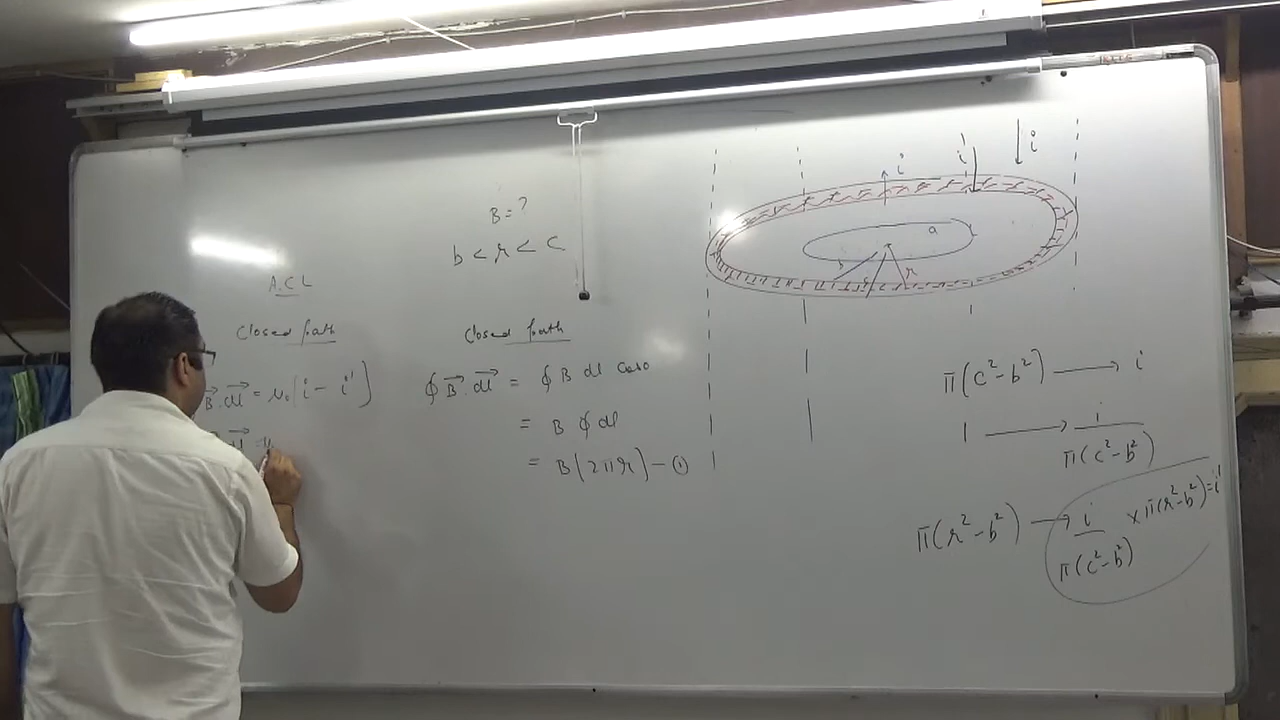 B = ?
b < r < c
A.C L
Closed path
B⃗.dl⃗ = μ₀[i - i']
dl⃗ = μ
Closed path
∮ B⃗.dl⃗ = ∮ B dl Cos0
= B ∮ dl
= B(2πr) - ①
i
i'
i
a
b
c
r
π(c² - b²) → i
1 → i / π(c² - b²)
π(r² - b²) → i / π(c² - b²) × π(r² - b²) = i'